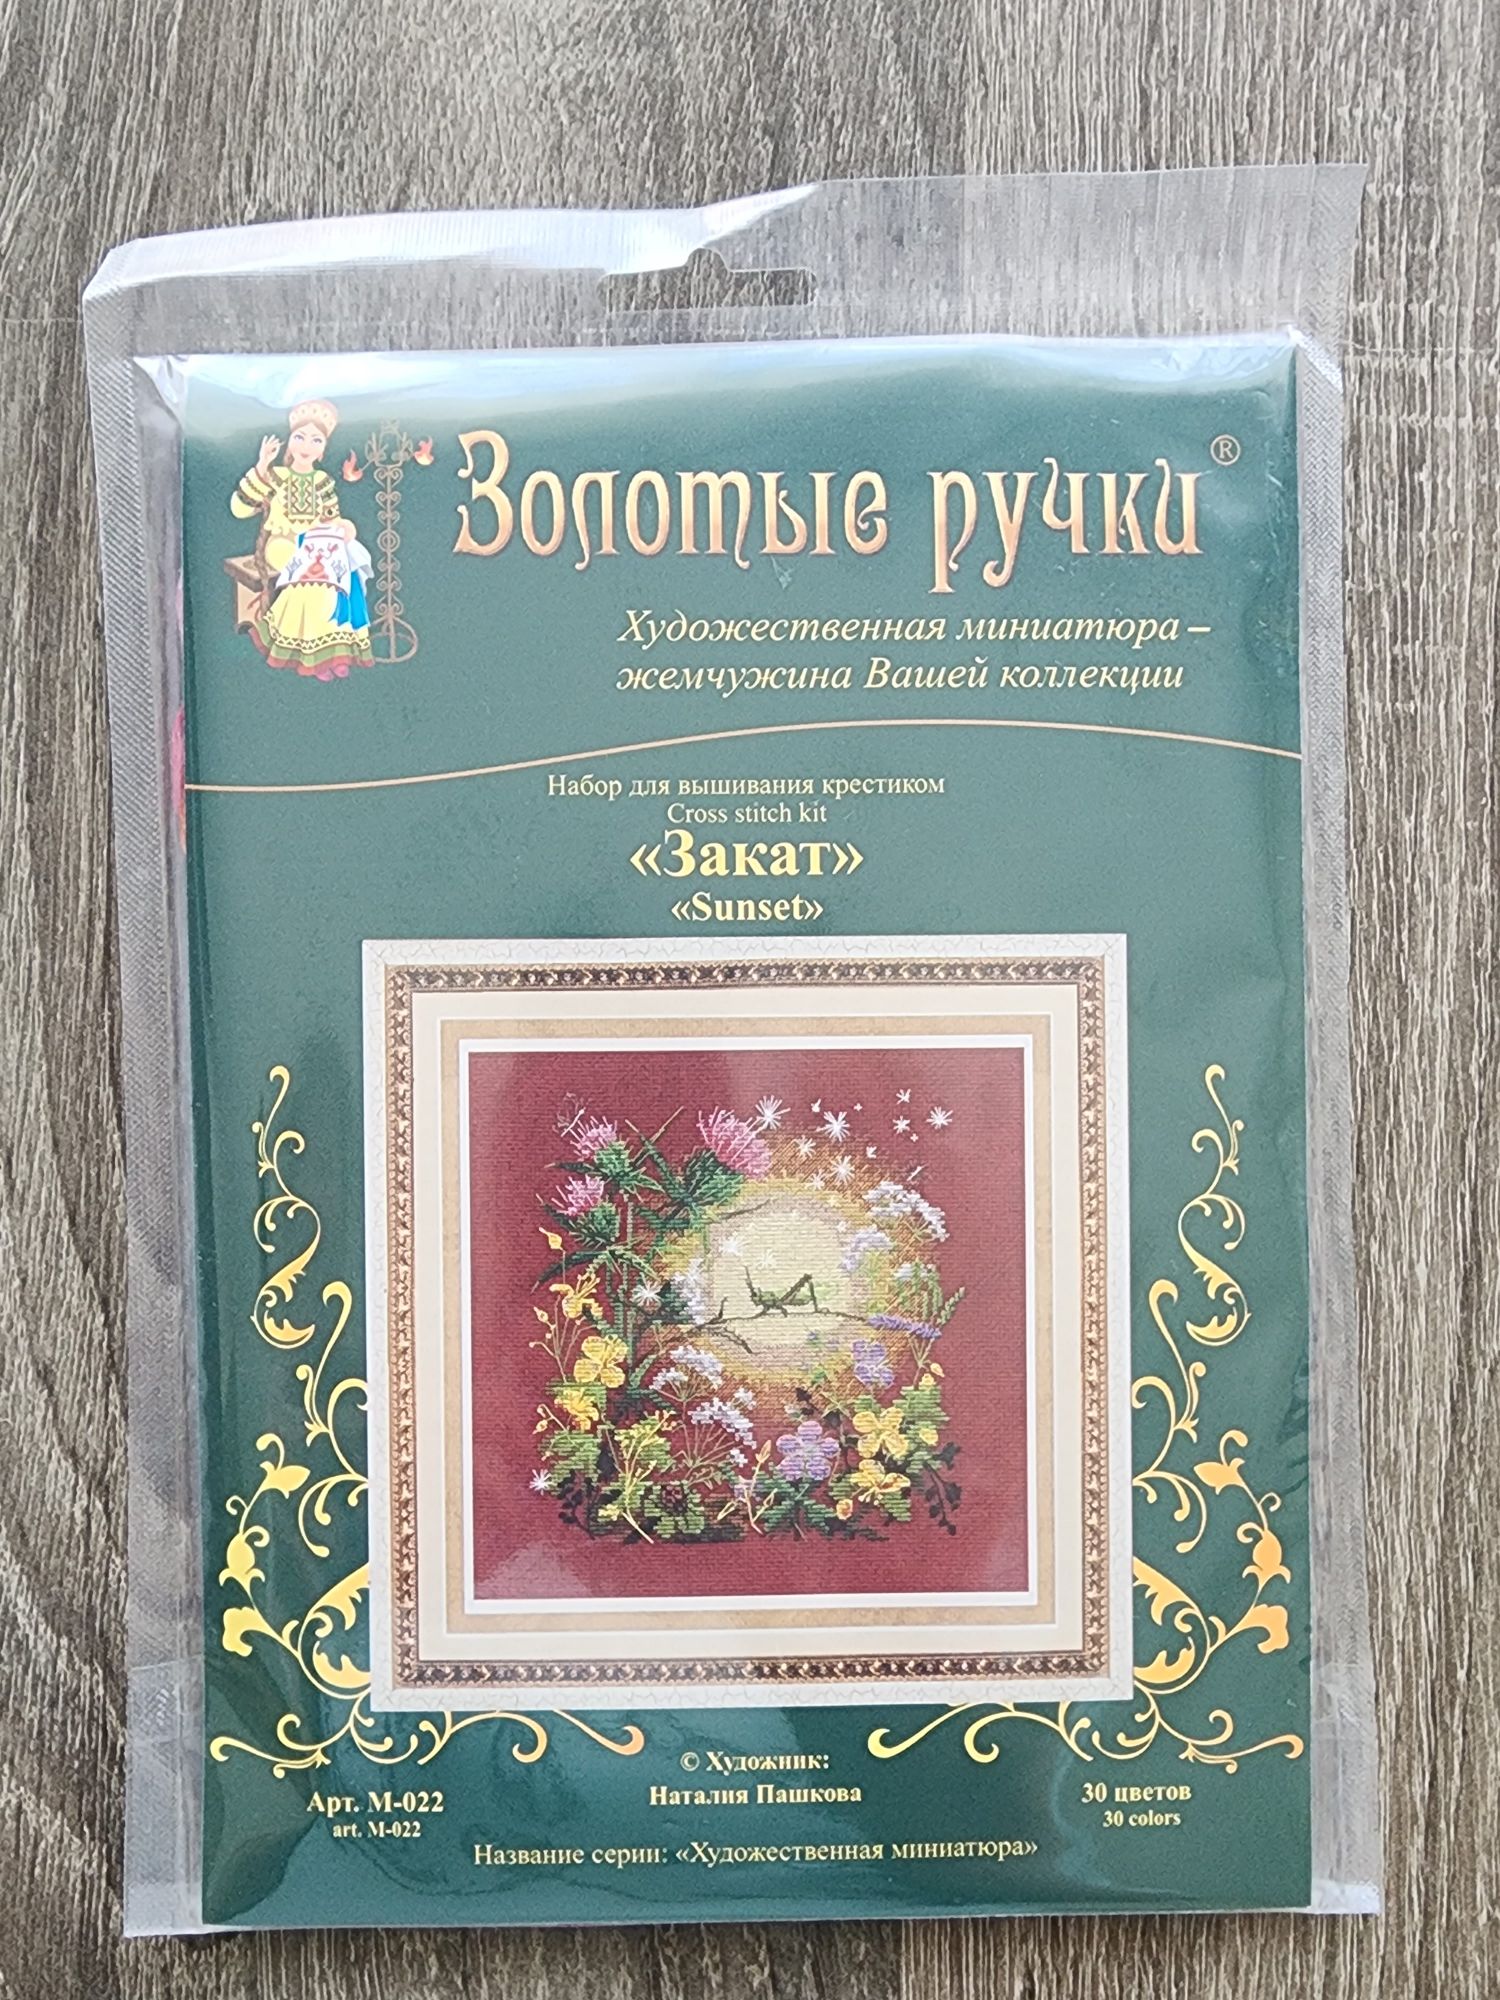 Золотые ручки®
Художественная миниатюра –
жемчужина Вашей коллекции
Набор для вышивания крестиком
Cross stitch kit
«Закат»
«Sunset»
© Художник:
Наталия Пашкова
Арт. М-022
art. M-022
30 цветов
30 colors
Название серии: «Художественная миниатюра»